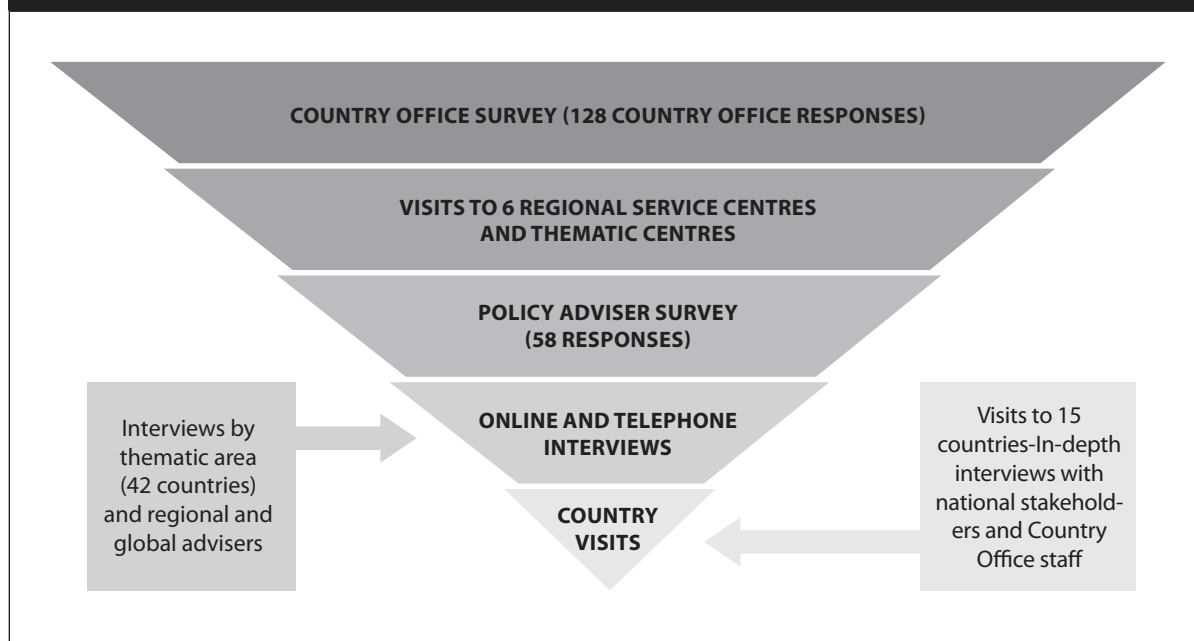 COUNTRY OFFICE SURVEY (128 COUNTRY OFFICE RESPONSES)
VISITS TO 6 REGIONAL SERVICE CENTRES
AND THEMATIC CENTRES
POLICY ADVISER SURVEY
(58 RESPONSES)
ONLINE AND TELEPHONE
INTERVIEWS
Interviews by
thematic area
(42 countries)
and regional and
global advisers
COUNTRY
VISITS
Visits to 15
countries-In-depth
interviews with
national stakehold-
ers and Country
Office staff